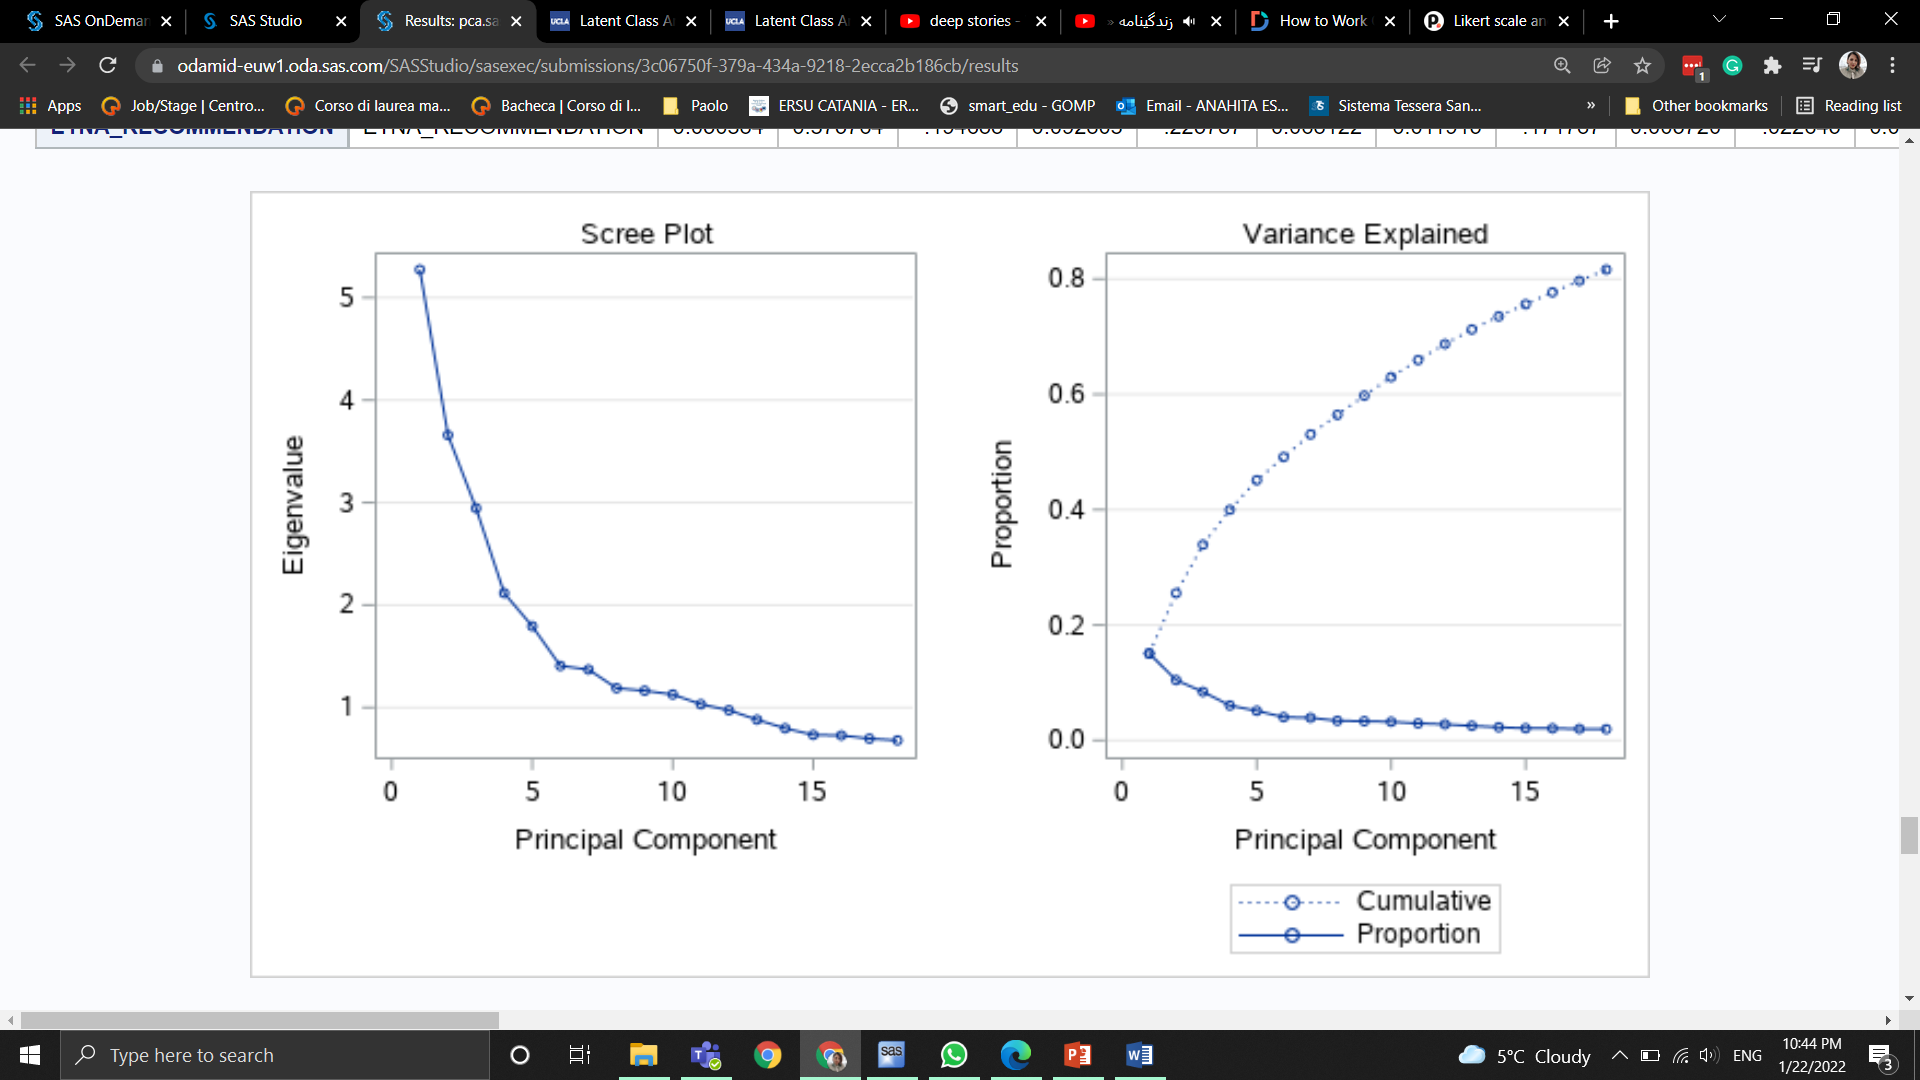 SAS OnDeman SAS Studio Results: pca.sa Latent Class A Latent Class A deep stories - زندگینامه » How to Work Likert scale an
odamid-euw1.oda.sas.com/SASStudio/sasexec/submissions/3c06750f-379a-434a-9218-2ecca2b186cb/results
Apps Job/Stage | Centro... Corso di laurea ma... Bacheca | Corso di l... Paolo ERSU CATANIA - ER... smart_edu - GOMP Email - ANAHITA ES... Sistema Tessera San... » Other bookmarks Reading list
ETNA_RECOMMENDATION ETNA_RECOMMENDATION
Scree Plot
5
4
3
2
1
Eigenvalue
0 5 10 15
Principal Component
Variance Explained
0.8
0.6
0.4
0.2
0.0
Proportion
0 5 10 15
Principal Component
Cumulative
Proportion
Type here to search
5°C Cloudy ENG
10:44 PM
1/22/2022
3